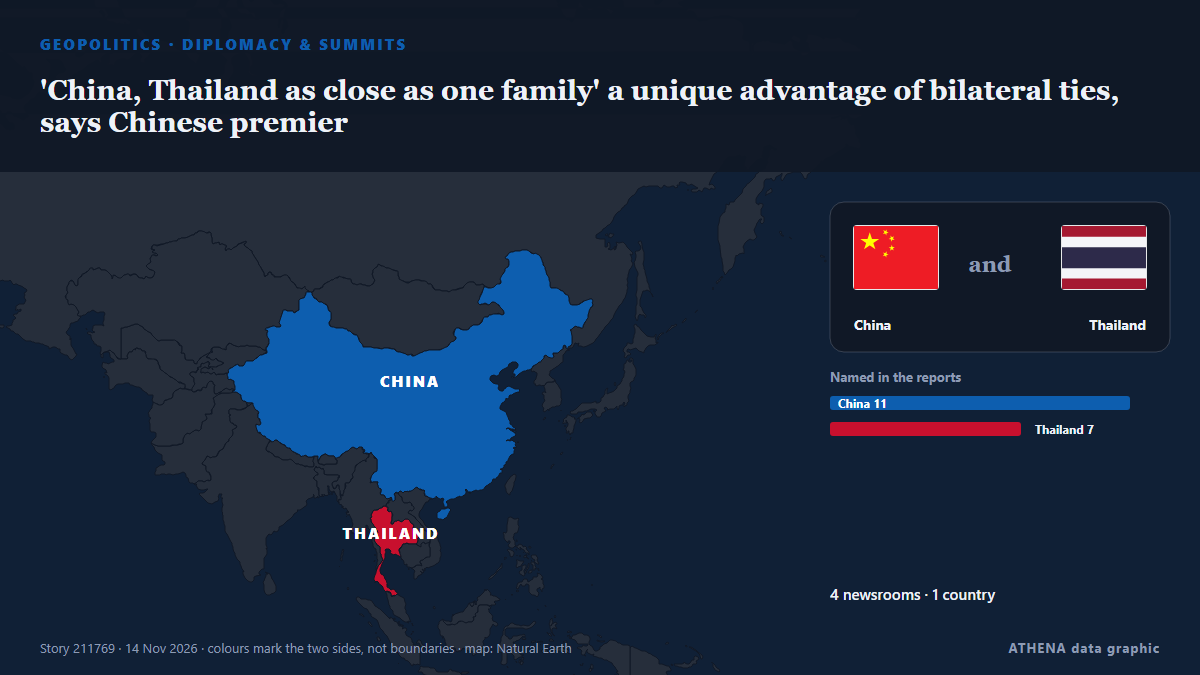 GEOPOLITICS · DIPLOMACY & SUMMITS
'China, Thailand as close as one family' a unique advantage of bilateral ties,
says Chinese premier
CHINA
THAILAND
and
China
Thailand
Named in the reports
China 11
Thailand 7
4 newsrooms · 1 country
Story 211769 · 14 Nov 2026 · colours mark the two sides, not boundaries · map: Natural Earth
ATHENA data graphic